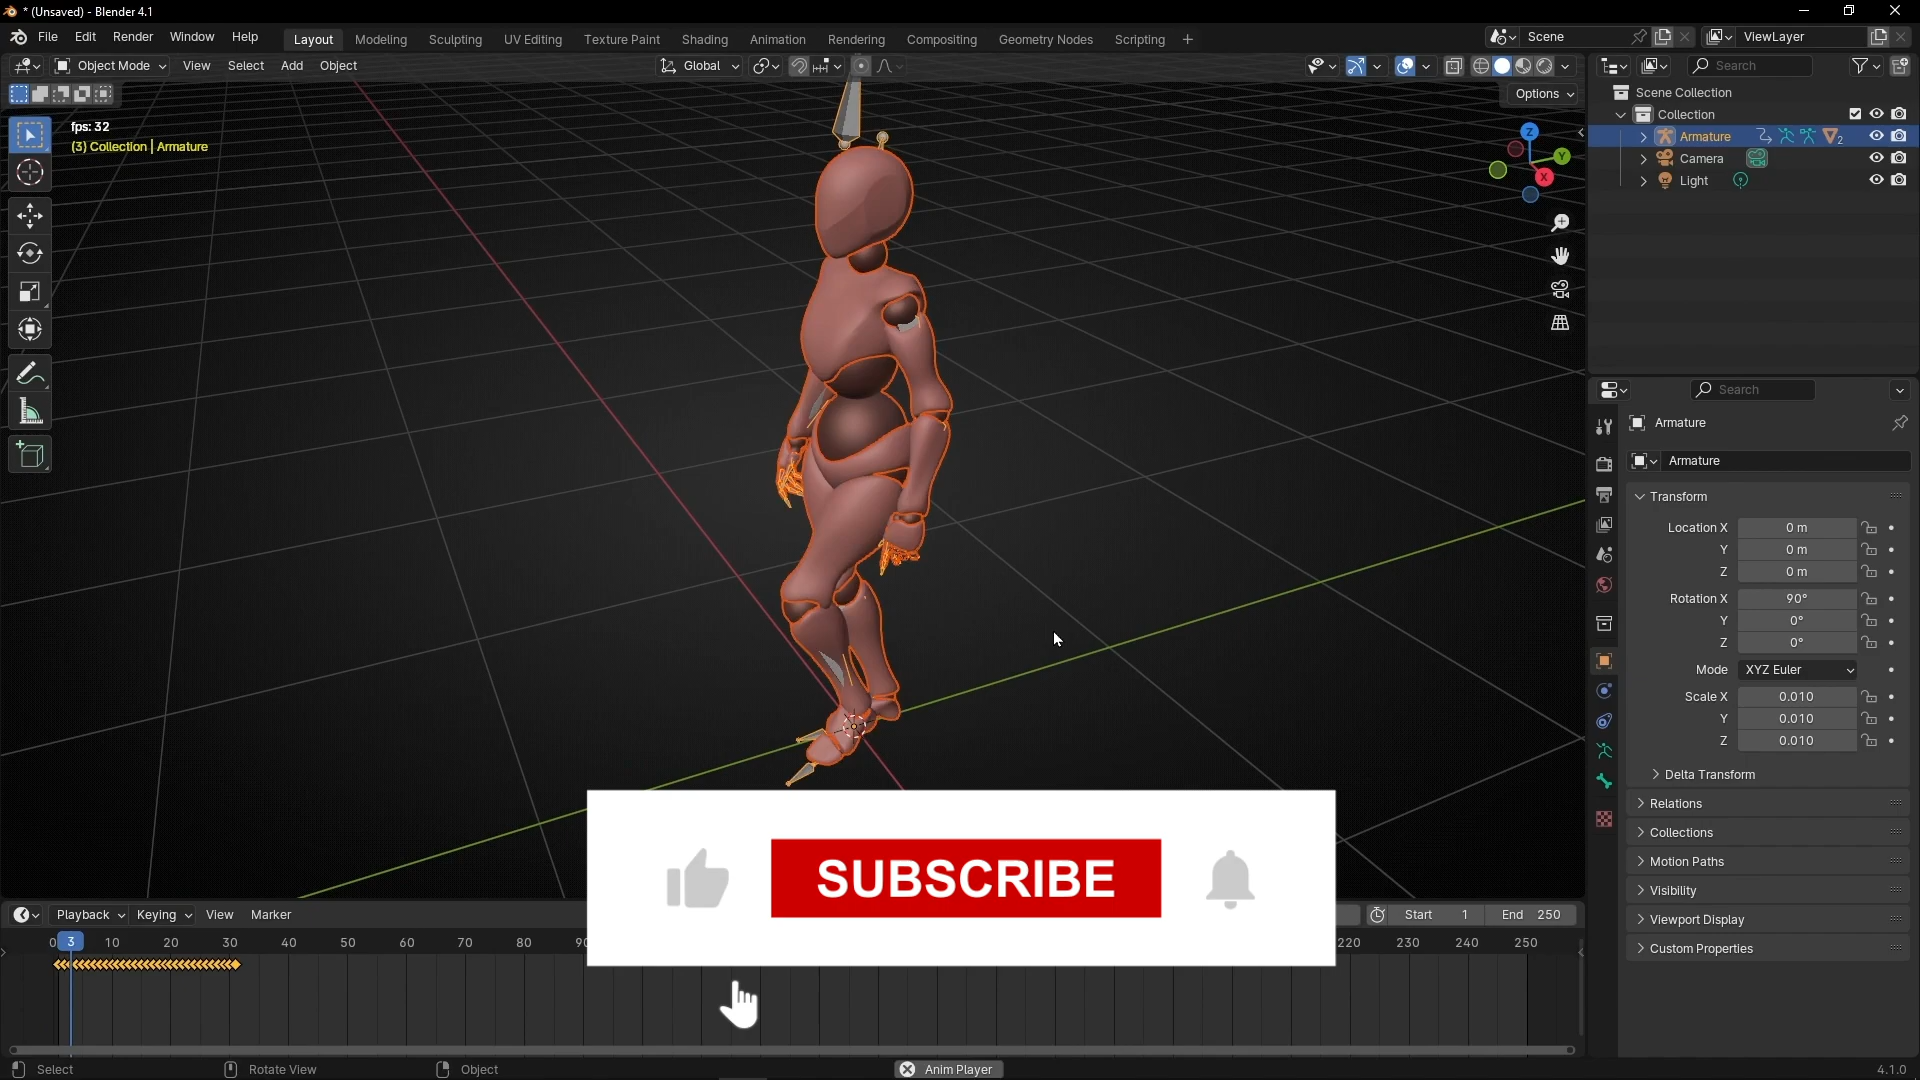 * (Unsaved) - Blender 4.1
File Edit Render Window Help Layout Modeling Sculpting UV Editing Texture Paint Shading Animation Rendering Compositing Geometry Nodes Scripting + Scene ViewLayer
Object Mode View Select Add Object Global Search
Options
fps: 32
(3) Collection | Armature
Scene Collection
Collection
Armature 2
Camera
Light
Z
Y
X
Search
Armature
Armature
Transform
Location X 0 m
Y 0 m
Z 0 m
Rotation X 90°
Y 0°
Z 0°
Mode XYZ Euler
Scale X 0.010
Y 0.010
Z 0.010
Delta Transform
Relations
Collections
Motion Paths
Visibility
Viewport Display
Custom Properties
SUBSCRIBE
Playback Keying View Marker Start 1 End 250
0 3 10 20 30 40 50 60 70 80 90 220 230 240 250
Select Rotate View Object Anim Player 4.1.0